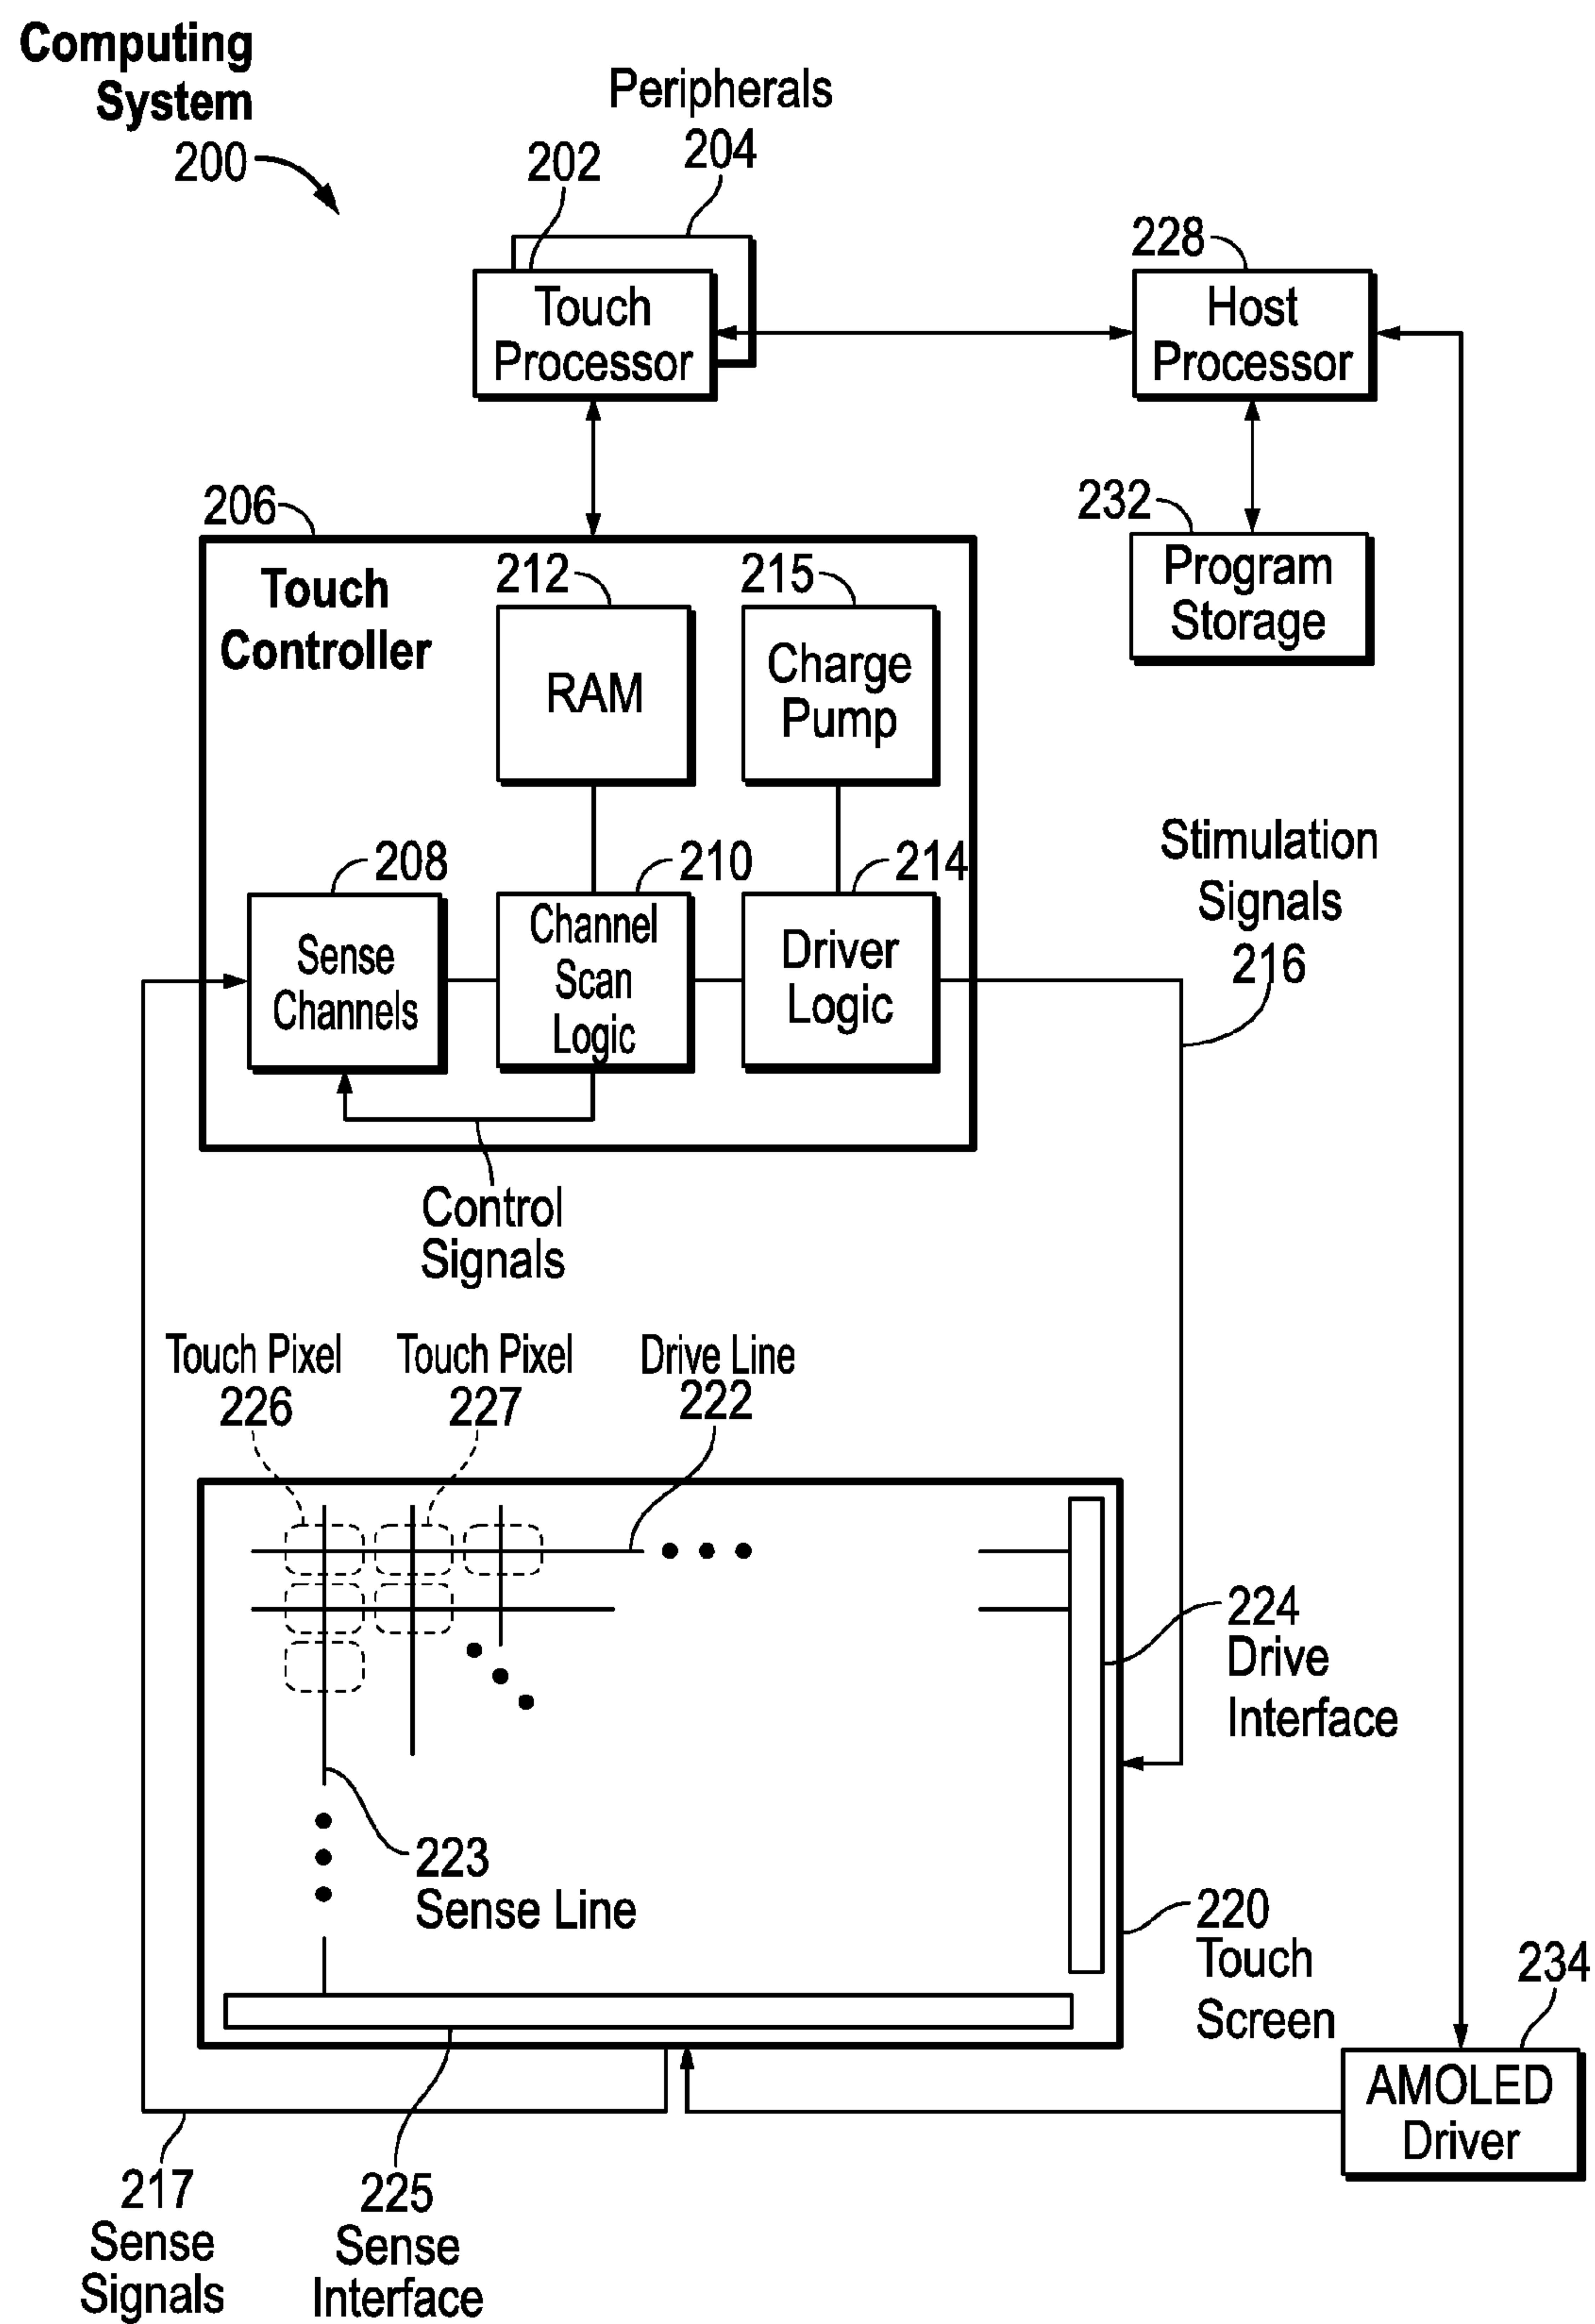 Computing
System
200
Peripherals
204
202
Touch
Processor
228
Host
Processor
206
Touch
Controller
212
RAM
215
Charge
Pump
232
Program
Storage
208
Sense
Channels
210
Channel
Scan
Logic
214
Driver
Logic
Stimulation
Signals
216
Control
Signals
Touch Pixel
226
Touch Pixel
227
Drive Line
222
224
Drive
Interface
223
Sense Line
220
Touch
Screen
234
AMOLED
Driver
217
Sense
Signals
225
Sense
Interface